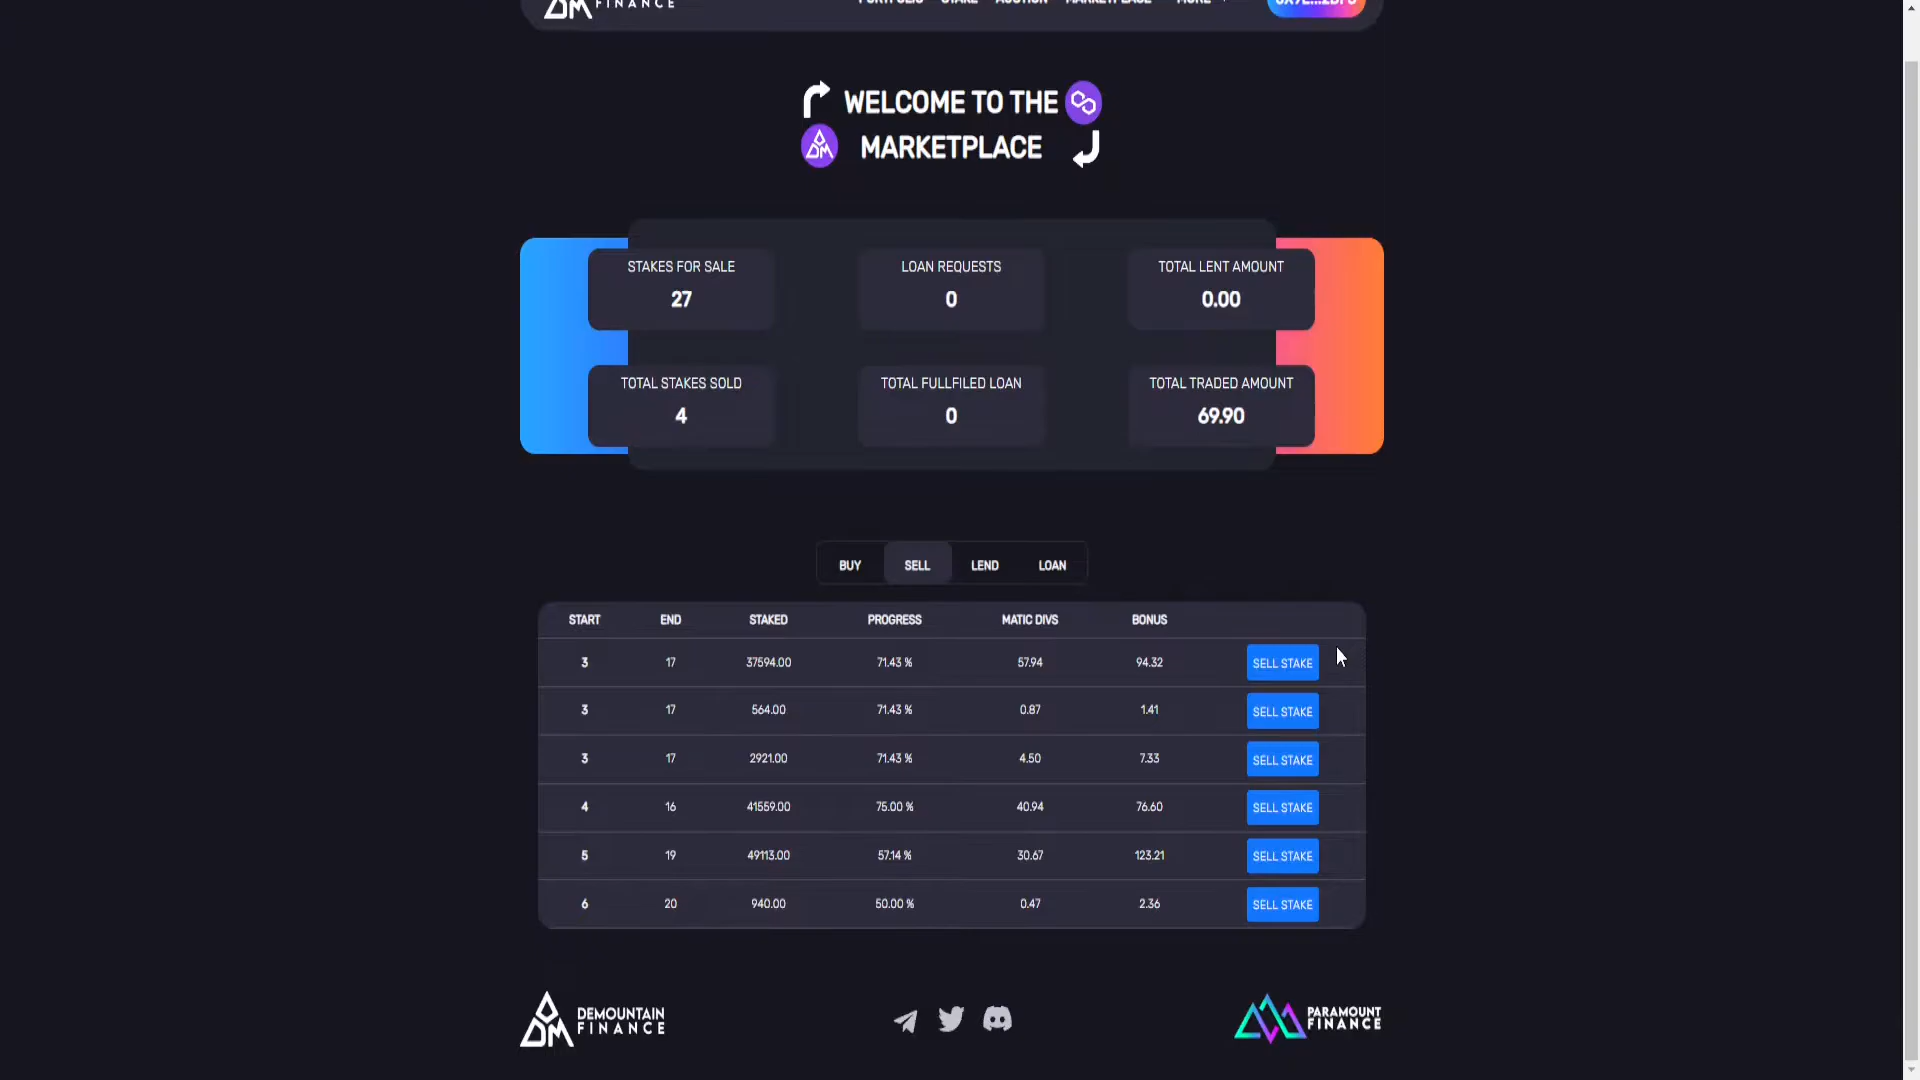 FINANCE
PORTFOLIO STAKE AUCTION MARKETPLACE MORE
WELCOME TO THE
MARKETPLACE
STAKES FOR SALE LOAN REQUESTS TOTAL LENT AMOUNT
27 0 0.00
TOTAL STAKES SOLD TOTAL FULLFILED LOAN TOTAL TRADED AMOUNT
4 0 69.90
BUY SELL LEND LOAN
START END STAKED PROGRESS MATIC DIVS BONUS
3 17 37594.00 71.43 % 57.94 94.32 SELL STAKE
3 17 564.00 71.43 % 0.87 1.41 SELL STAKE
3 17 2921.00 71.43 % 4.50 7.33 SELL STAKE
4 16 41559.00 75.00 % 40.94 76.60 SELL STAKE
5 19 49113.00 57.14 % 30.67 123.21 SELL STAKE
6 20 940.00 50.00 % 0.47 2.36 SELL STAKE
DEMOUNTAIN
FINANCE
PARAMOUNT
FINANCE